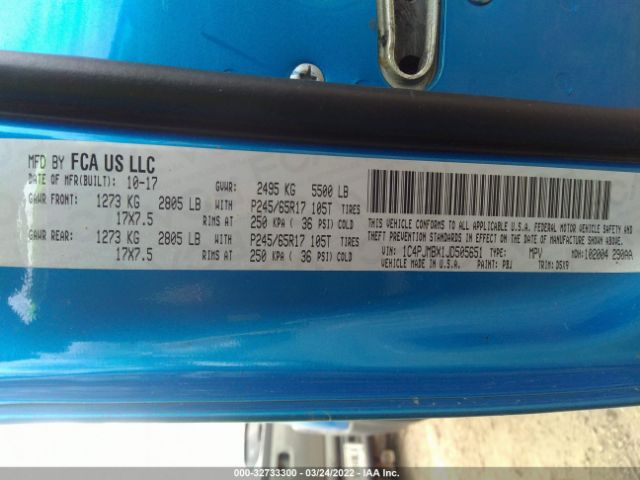 MFD BY FCA US LLC
DATE OF MFR(BUILT): 10-17 GVWR: 2495 KG 5500 LB
GAWR FRONT: 1273 KG 2805 LB WITH P245/65R17 105T TIRES
17X7.5 RIMS AT 250 KPA ( 36 PSI) COLD
GAWR REAR: 1273 KG 2805 LB WITH P245/65R17 105T TIRES
17X7.5 RIMS AT 250 KPA ( 36 PSI) COLD
THIS VEHICLE CONFORMS TO ALL APPLICABLE U.S.A. FEDERAL MOTOR VEHICLE SAFETY AND
THEFT PREVENTION STANDARDS IN EFFECT ON THE DATE OF MANUFACTURE SHOWN ABOVE.
VIN: 1C4PJMBX1JD505651 TYPE: MPV MDH:102004 290AA
VEHICLE MADE IN U.S.A. PAINT: PBJ TRIM: D5X9
000-32733300 - 03/24/2022 - IAA Inc.